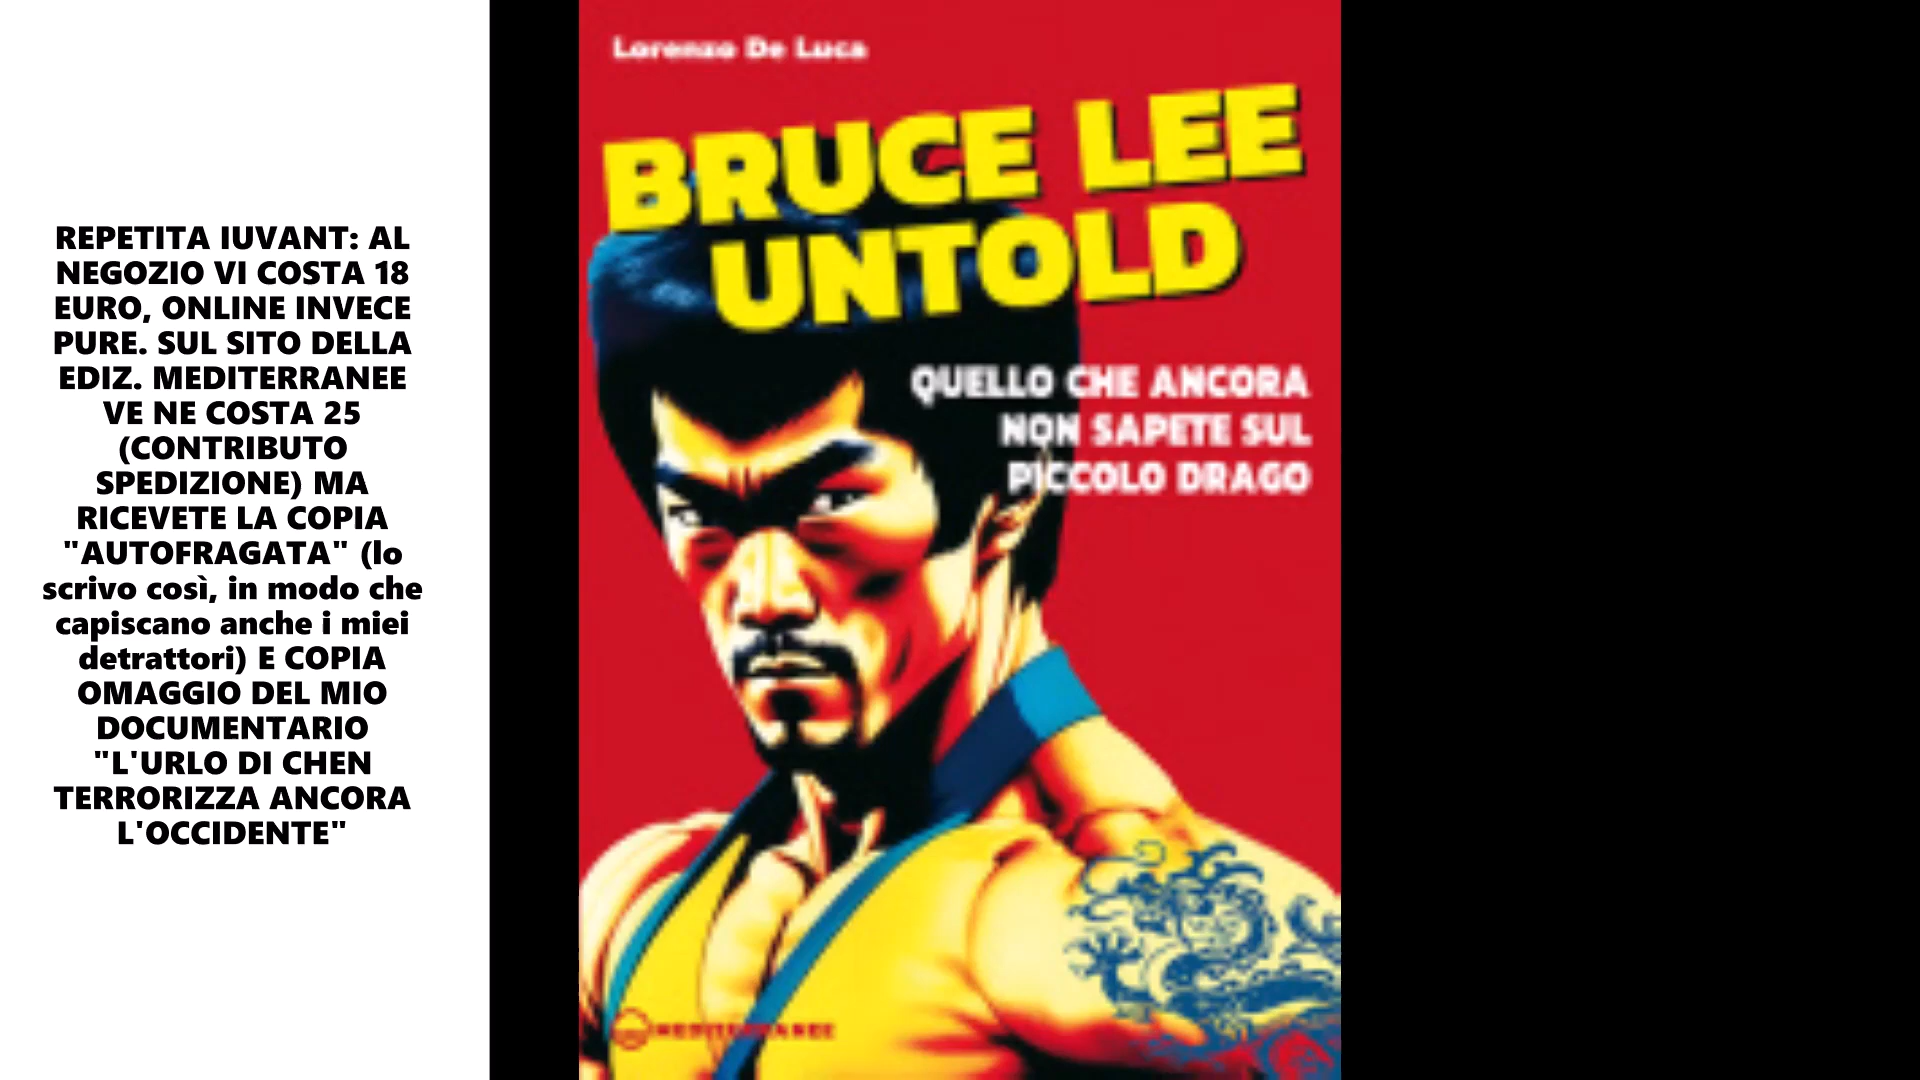 REPETITA IUVANT: AL
NEGOZIO VI COSTA 18
EURO, ONLINE INVECE
PURE. SUL SITO DELLA
EDIZ. MEDITERRANEE
VE NE COSTA 25
(CONTRIBUTO
SPEDIZIONE) MA
RICEVETE LA COPIA
"AUTOFRAGATA" (lo
scrivo così, in modo che
capiscano anche i miei
detrattori) E COPIA
OMAGGIO DEL MIO
DOCUMENTARIO
"L'URLO DI CHEN
TERRORIZZA ANCORA
L'OCCIDENTE"
Lorenzo De Luca
BRUCE LEE
UNTOLD
QUELLO CHE ANCORA
NON SAPETE SUL
PICCOLO DRAGO
MEDITERRANEE